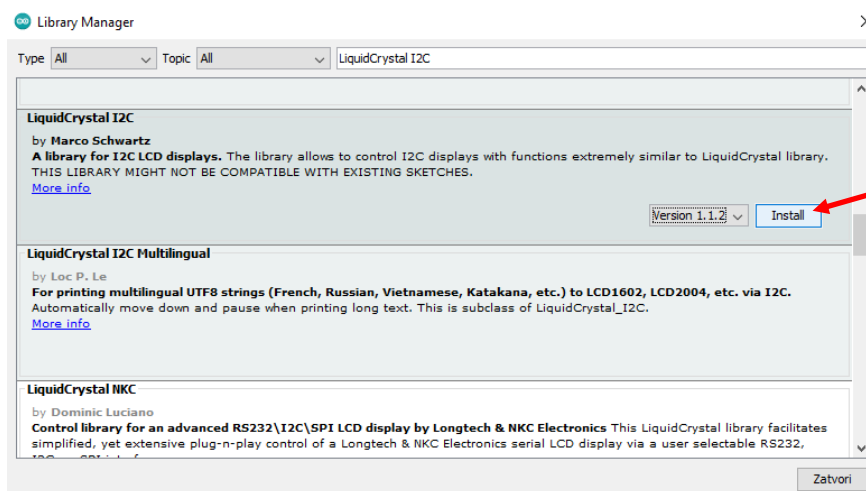 Library Manager
Type All Topic All LiquidCrystal I2C
LiquidCrystal I2C
by Marco Schwartz
A library for I2C LCD displays. The library allows to control I2C displays with functions extremely similar to LiquidCrystal library.
THIS LIBRARY MIGHT NOT BE COMPATIBLE WITH EXISTING SKETCHES.
More info
Version 1.1.2 Install
LiquidCrystal I2C Multilingual
by Loc P. Le
For printing multilingual UTF8 strings (French, Russian, Vietnamese, Katakana, etc.) to LCD1602, LCD2004, etc. via I2C.
Automatically move down and pause when printing long text. This is subclass of LiquidCrystal_I2C.
More info
LiquidCrystal NKC
by Dominic Luciano
Control library for an advanced RS232\I2C\SPI LCD display by Longtech & NKC Electronics This LiquidCrystal library facilitates
simplified, yet extensive plug-n-play control of a Longtech & NKC Electronics serial LCD display via a user selectable RS232,
Zatvori